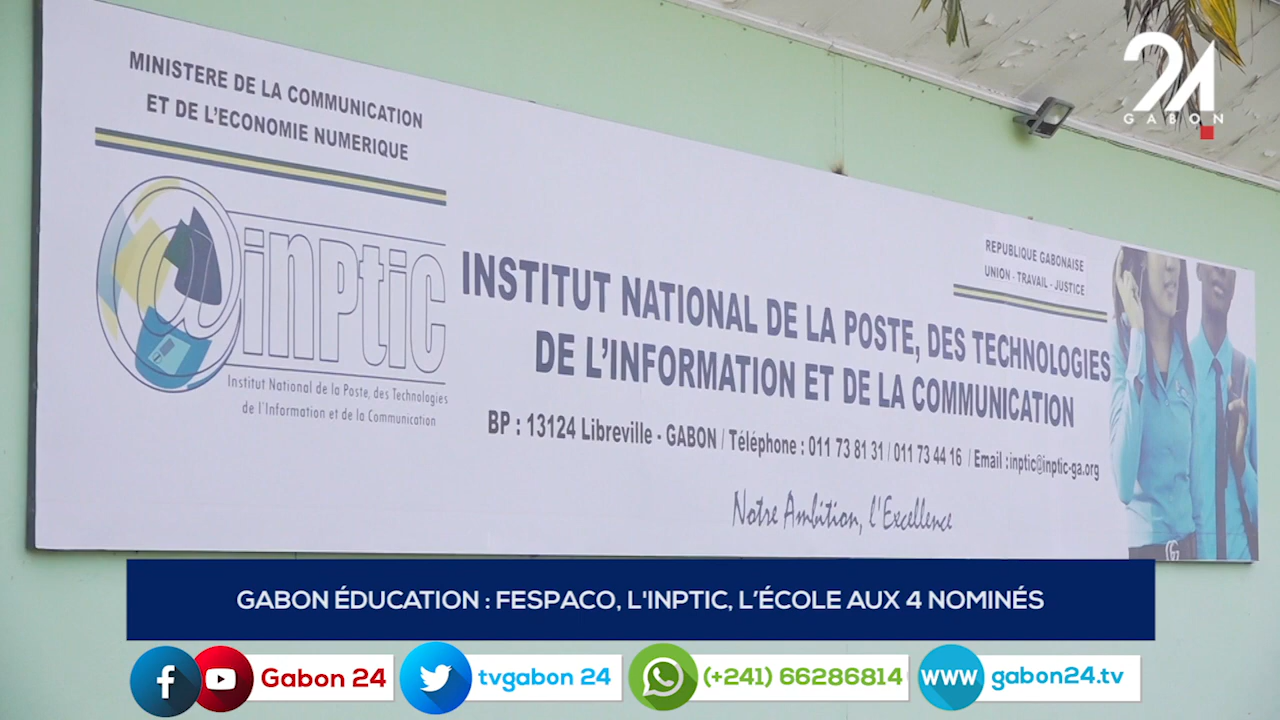 24
GABON
MINISTERE DE LA COMMUNICATION
ET DE L'ECONOMIE NUMERIQUE
@inPtiC
Institut National de la Poste, des Technologies
de l'Information et de la Communication
REPUBLIQUE GABONAISE
UNION - TRAVAIL - JUSTICE
INSTITUT NATIONAL DE LA POSTE, DES TECHNOLOGIES
DE L'INFORMATION ET DE LA COMMUNICATION
BP : 13124 Libreville - GABON / Téléphone : 011 73 81 31 / 011 73 44 16 / Email : inptic@inptic-ga.org
Notre Ambition, l'Excellence
GABON ÉDUCATION : FESPACO, L'INPTIC, L'ÉCOLE AUX 4 NOMINÉS
Gabon 24
tvgabon 24
(+241) 66286814
www gabon24.tv